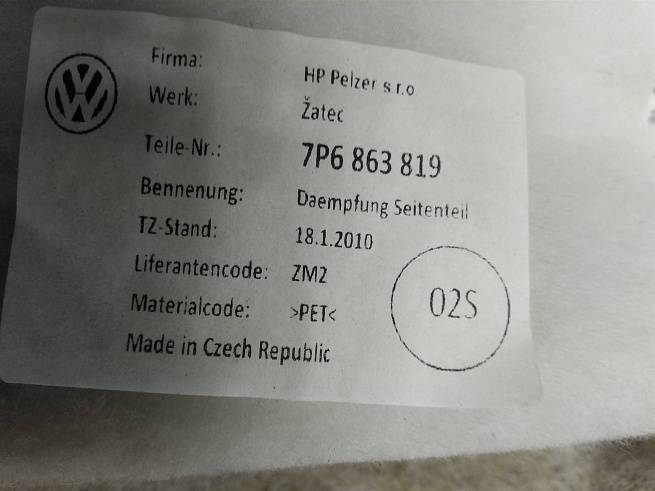 Firma: HP Pelzer s.r.o
Werk: Žatec
Teile-Nr.: 7P6 863 819
Bennenung: Daempfung Seitenteil
TZ-Stand: 18.1.2010
Liferantencode: ZM2
Materialcode: >PET<
02S
Made in Czech Republic